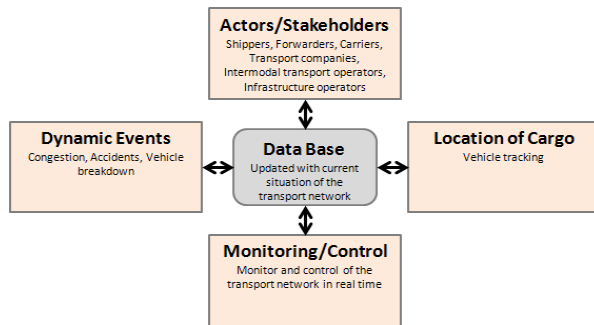 Actors/Stakeholders
Shippers, Forwarders, Carriers,
Transport companies,
Intermodal transport operators,
Infrastructure operators
Dynamic Events
Congestion, Accidents, Vehicle
breakdown
Data Base
Updated with current
situation of the
transport network
Location of Cargo
Vehicle tracking
Monitoring/Control
Monitor and control of the
transport network in real time